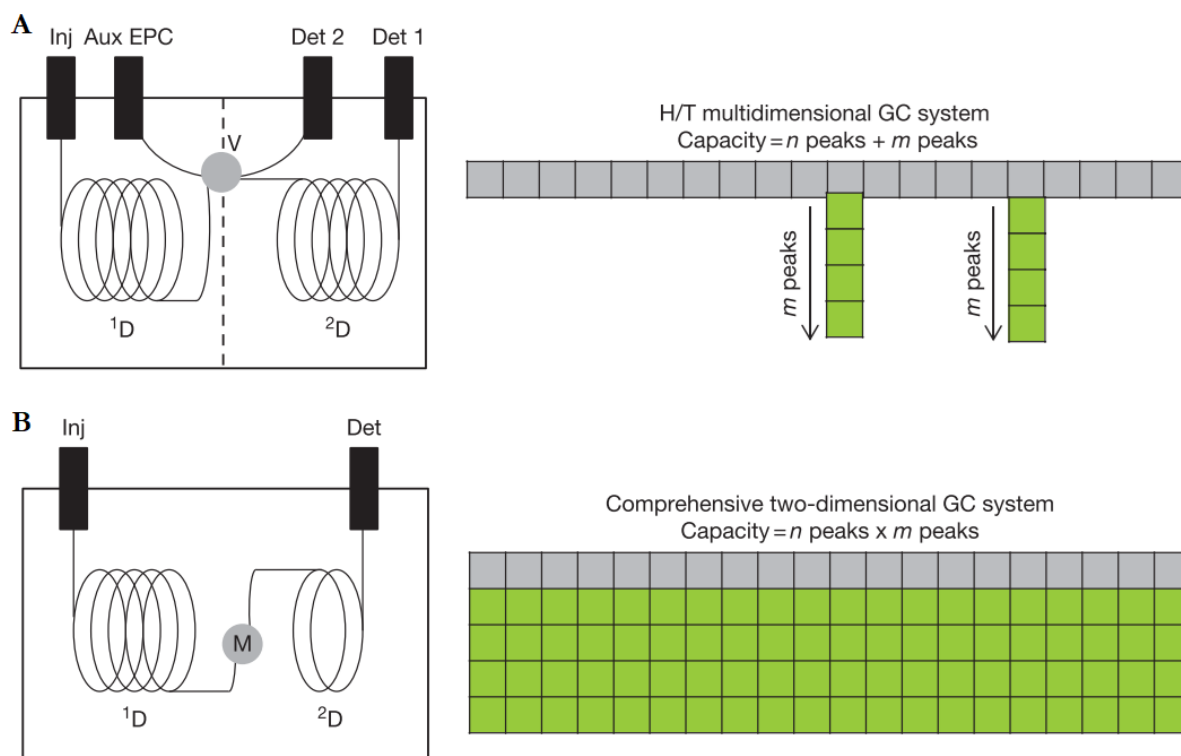 A
Inj Aux EPC Det 2 Det 1
V
¹D ²D
H/T multidimensional GC system
Capacity = n peaks + m peaks
m peaks
m peaks
B
Inj Det
M
¹D ²D
Comprehensive two-dimensional GC system
Capacity = n peaks x m peaks